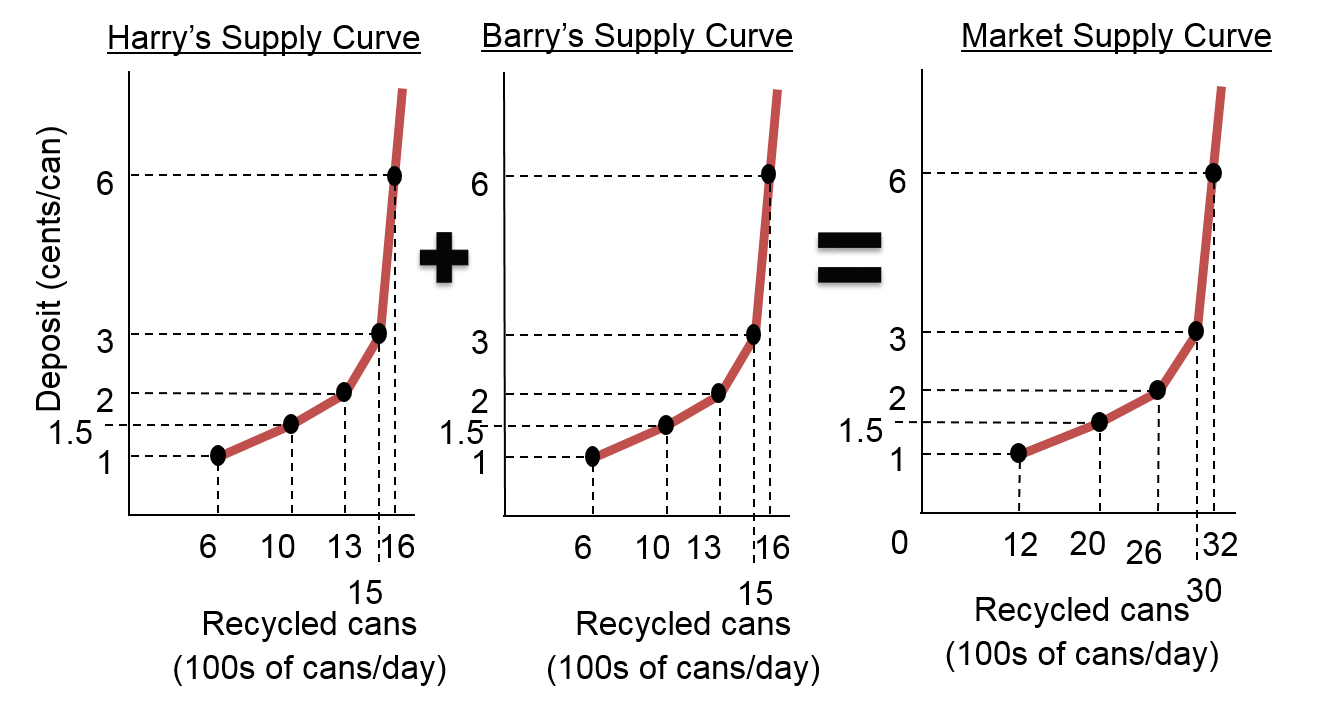 Harry’s Supply Curve
Barry’s Supply Curve
Market Supply Curve
Deposit (cents/can)
6
3
2
1.5
1
6 10 13 16
15
Recycled cans
(100s of cans/day)
+
6
3
2
1.5
1
6 10 13 16
15
Recycled cans
(100s of cans/day)
=
6
3
2
1.5
1
0 12 20 26 32
30
Recycled cans
(100s of cans/day)